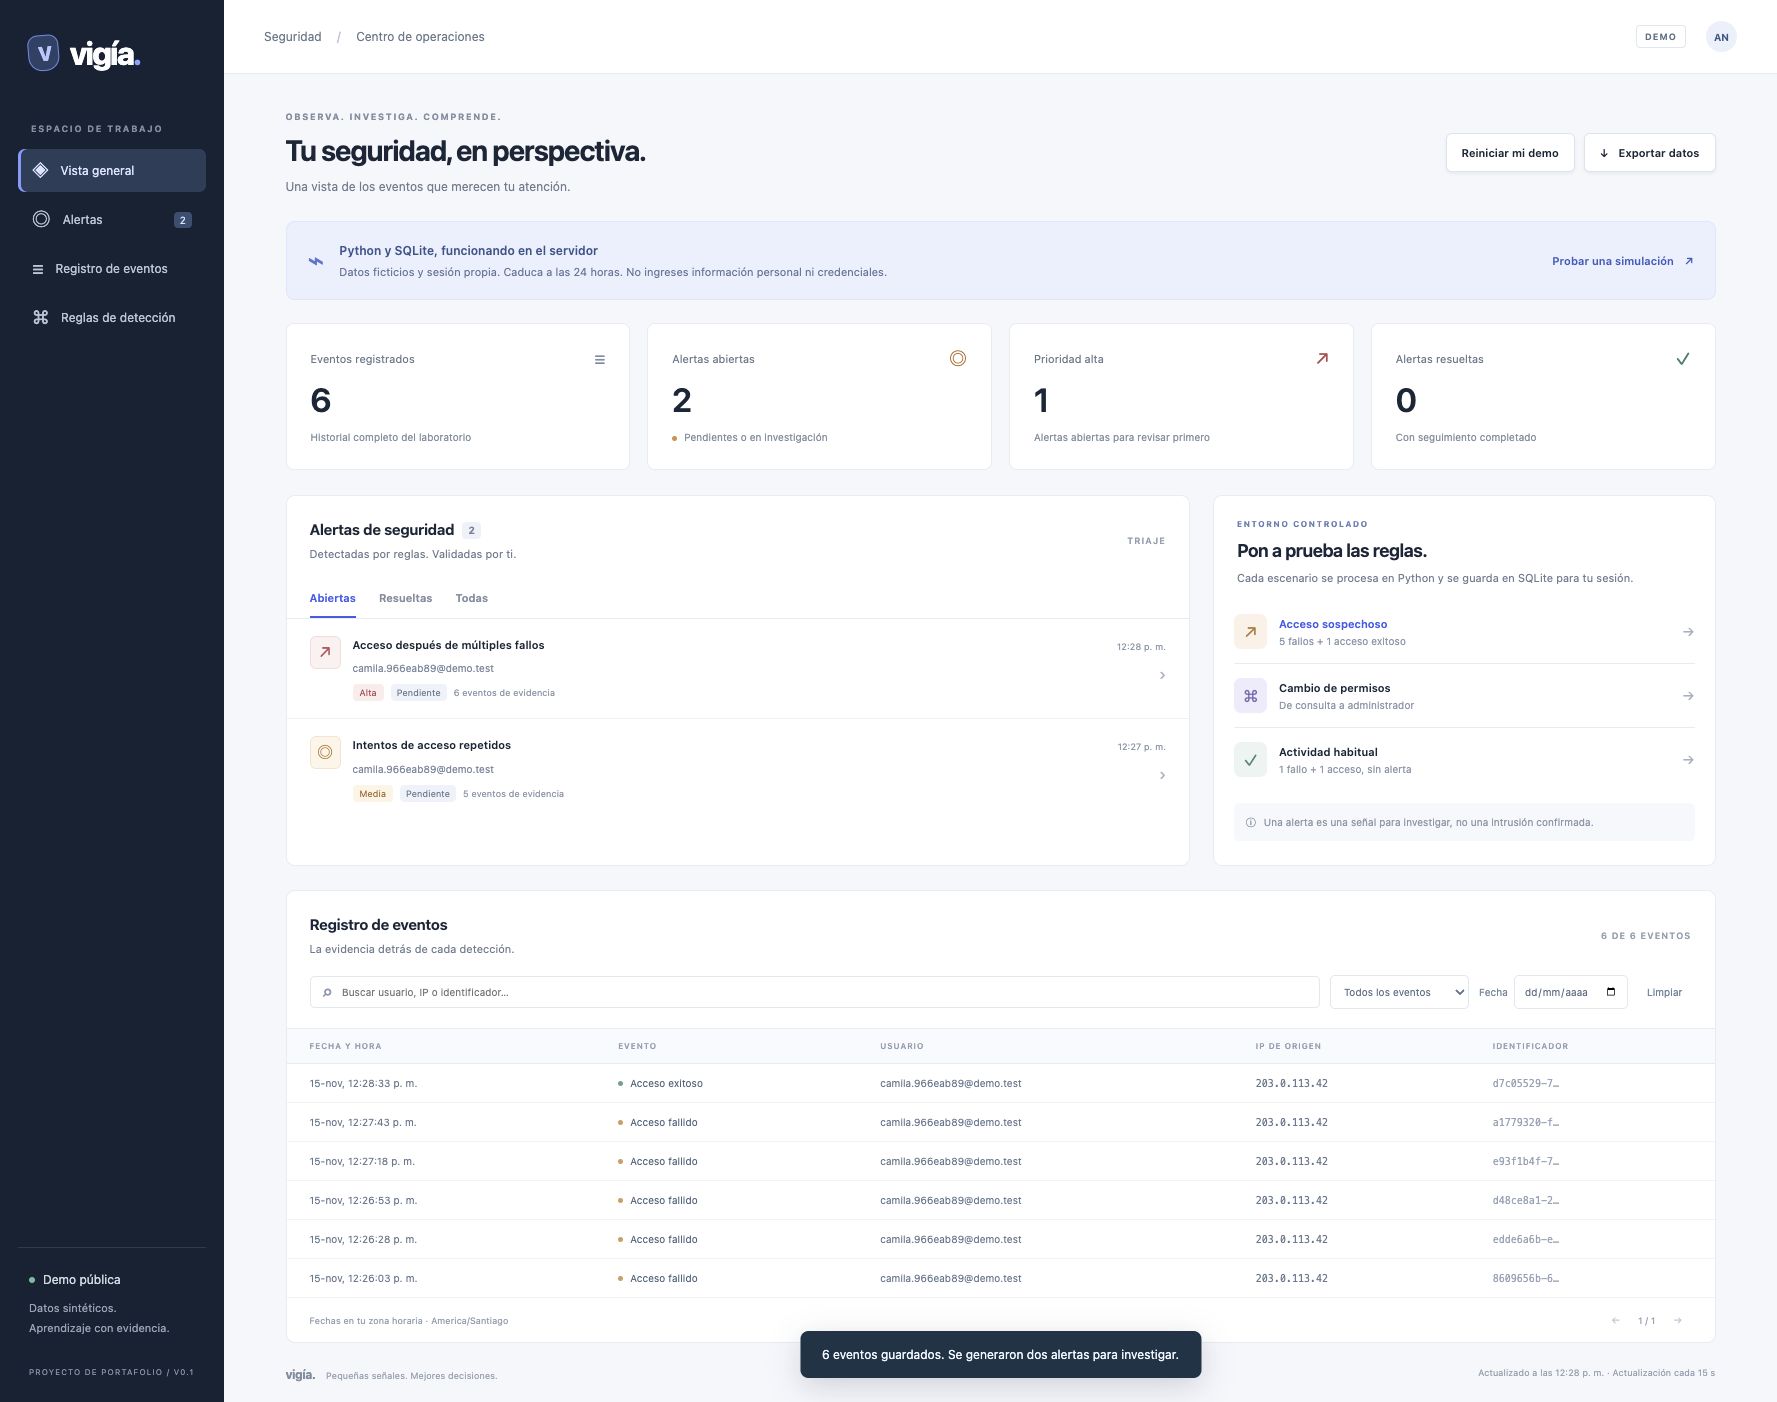 V vigía.
ESPACIO DE TRABAJO
Vista general
Alertas 2
Registro de eventos
Reglas de detección
Demo pública
Datos sintéticos.
Aprendizaje con evidencia.
PROYECTO DE PORTAFOLIO / V0.1
Seguridad / Centro de operaciones
DEMO AN
OBSERVA. INVESTIGA. COMPRENDE.
Tu seguridad, en perspectiva.
Una vista de los eventos que merecen tu atención.
Reiniciar mi demo
↓ Exportar datos
Python y SQLite, funcionando en el servidor
Datos ficticios y sesión propia. Caduca a las 24 horas. No ingreses información personal ni credenciales.
Probar una simulación ↗
Eventos registrados
6
Historial completo del laboratorio
Alertas abiertas
2
Pendientes o en investigación
Prioridad alta
1
Alertas abiertas para revisar primero
Alertas resueltas
0
Con seguimiento completado
Alertas de seguridad 2
Detectadas por reglas. Validadas por ti.
TRIAJE
Abiertas Resueltas Todas
Acceso después de múltiples fallos
12:28 p. m.
camila.966eab89@demo.test
Alta Pendiente 6 eventos de evidencia
Intentos de acceso repetidos
12:27 p. m.
camila.966eab89@demo.test
Media Pendiente 5 eventos de evidencia
ENTORNO CONTROLADO
Pon a prueba las reglas.
Cada escenario se procesa en Python y se guarda en SQLite para tu sesión.
Acceso sospechoso
5 fallos + 1 acceso exitoso
Cambio de permisos
De consulta a administrador
Actividad habitual
1 fallo + 1 acceso, sin alerta
Una alerta es una señal para investigar, no una intrusión confirmada.
Registro de eventos
La evidencia detrás de cada detección.
6 DE 6 EVENTOS
Buscar usuario, IP o identificador... Todos los eventos Fecha dd/mm/aaaa Limpiar
FECHA Y HORA EVENTO USUARIO IP DE ORIGEN IDENTIFICADOR
15-nov, 12:28:33 p. m. Acceso exitoso camila.966eab89@demo.test 203.0.113.42 d7c05529-7…
15-nov, 12:27:43 p. m. Acceso fallido camila.966eab89@demo.test 203.0.113.42 a1779320-f…
15-nov, 12:27:18 p. m. Acceso fallido camila.966eab89@demo.test 203.0.113.42 e93f1b4f-7…
15-nov, 12:26:53 p. m. Acceso fallido camila.966eab89@demo.test 203.0.113.42 d48ce8a1-2…
15-nov, 12:26:28 p. m. Acceso fallido camila.966eab89@demo.test 203.0.113.42 edde6a6b-e…
15-nov, 12:26:03 p. m. Acceso fallido camila.966eab89@demo.test 203.0.113.42 8609656b-6…
Fechas en tu zona horaria · America/Santiago
← 1 / 1 →
6 eventos guardados. Se generaron dos alertas para investigar.
vigía. Pequeñas señales. Mejores decisiones.
Actualizado a las 12:28 p. m. · Actualización cada 15 s